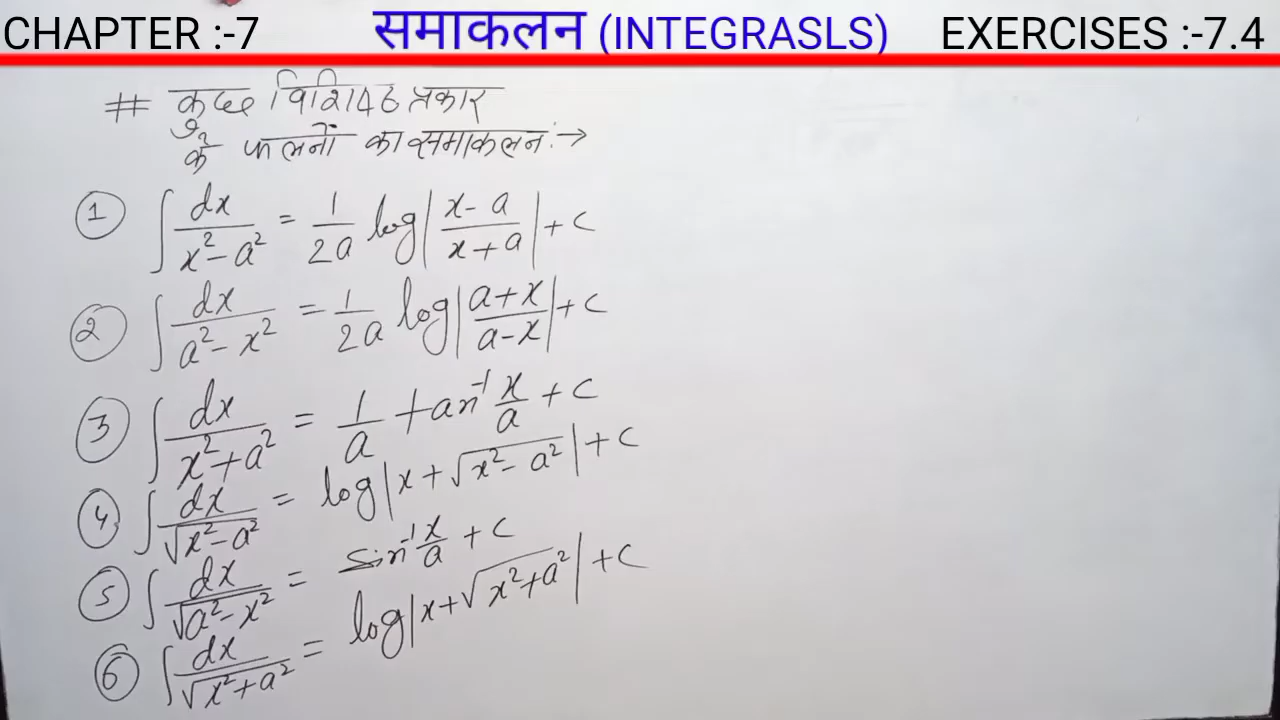 CHAPTER :-7 समाकलन (INTEGRASLS) EXERCISES :-7.4
# कुछ विशिष्ट प्रकार
के फलनों का समाकलन :→
① ∫ dx/(x² - a²) = 1/2a log |(x - a)/(x + a)| + c
② ∫ dx/(a² - x²) = 1/2a log |(a + x)/(a - x)| + c
③ ∫ dx/(x² + a²) = 1/a tan⁻¹ x/a + c
④ ∫ dx/√(x² - a²) = log |x + √(x² - a²)| + c
⑤ ∫ dx/√(a² - x²) = sin⁻¹ x/a + c
⑥ ∫ dx/√(x² + a²) = log |x + √(x² + a²)| + c